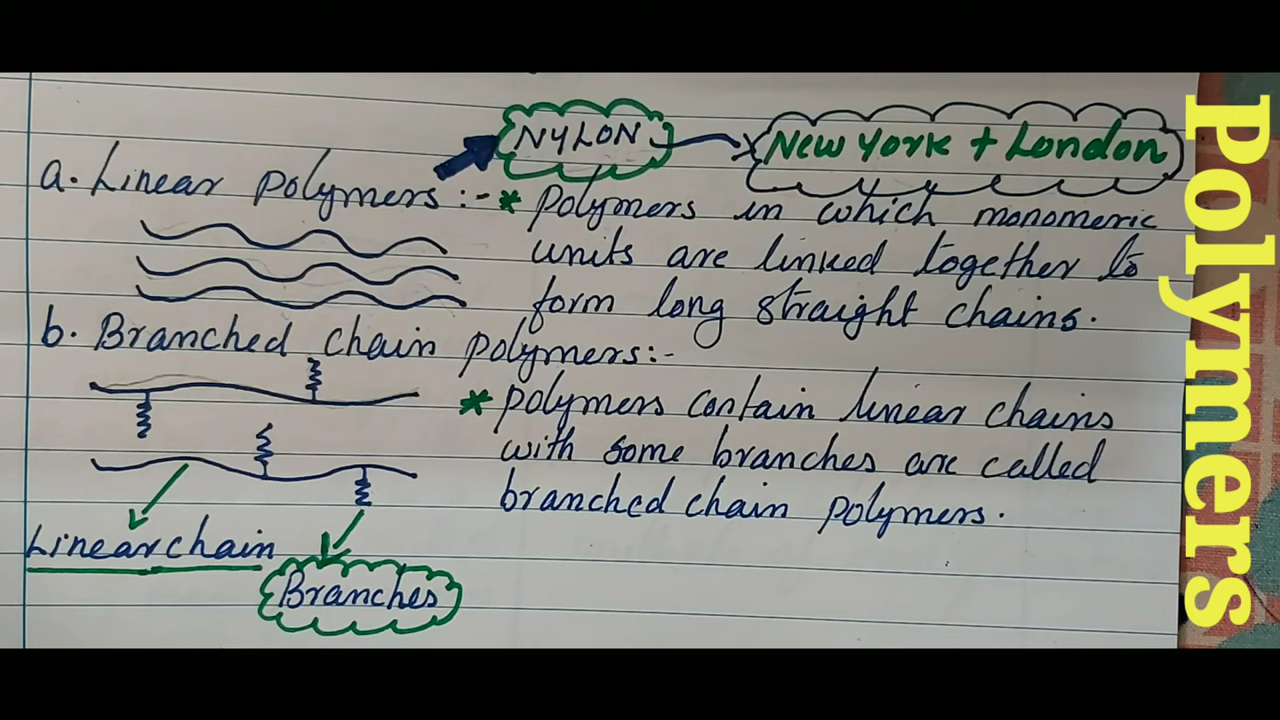 NYLON
New York + London
a. Linear polymers :- * Polymers in which monomeric
units are linked together to
form long straight chains.
b. Branched chain polymers:-
* Polymers contain linear chains
with some branches are called
branched chain polymers.
Linear chain
Branches
Polymers